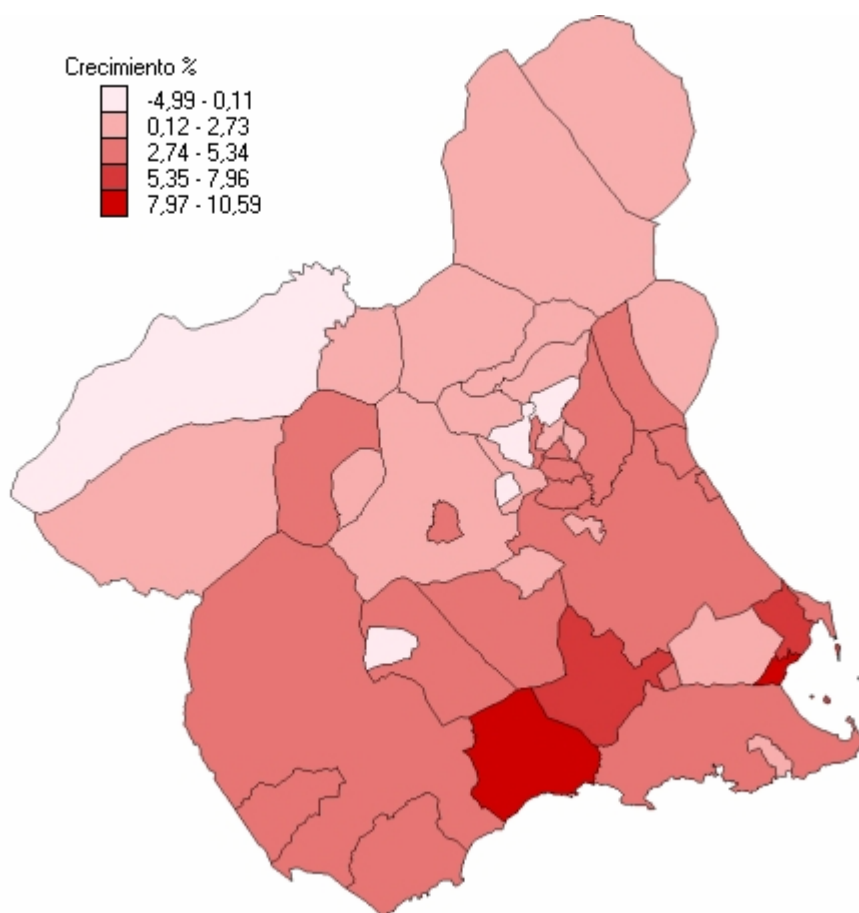 Crecimiento %
-4,99 - 0,11
0,12 - 2,73
2,74 - 5,34
5,35 - 7,96
7,97 - 10,59